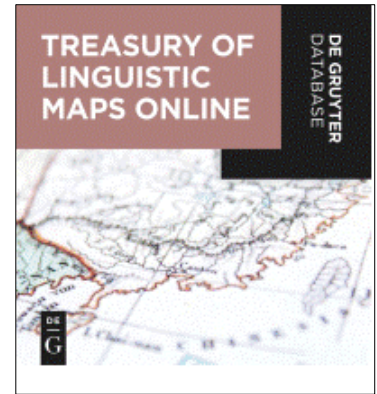 TREASURY OF
LINGUISTIC
MAPS ONLINE
DE GRUYTER
DATABASE
DE
G